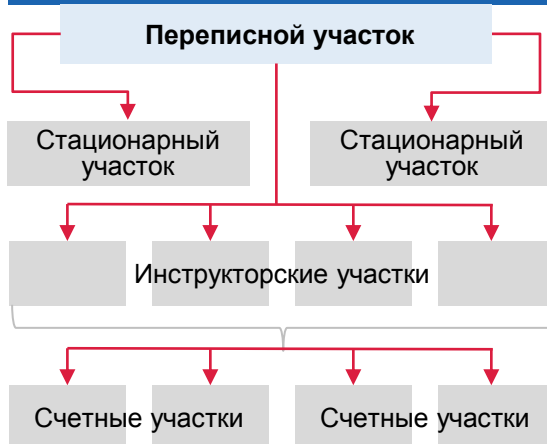 Переписной участок
Стационарный
участок
Стационарный
участок
Инструкторские участки
Счетные участки
Счетные участки